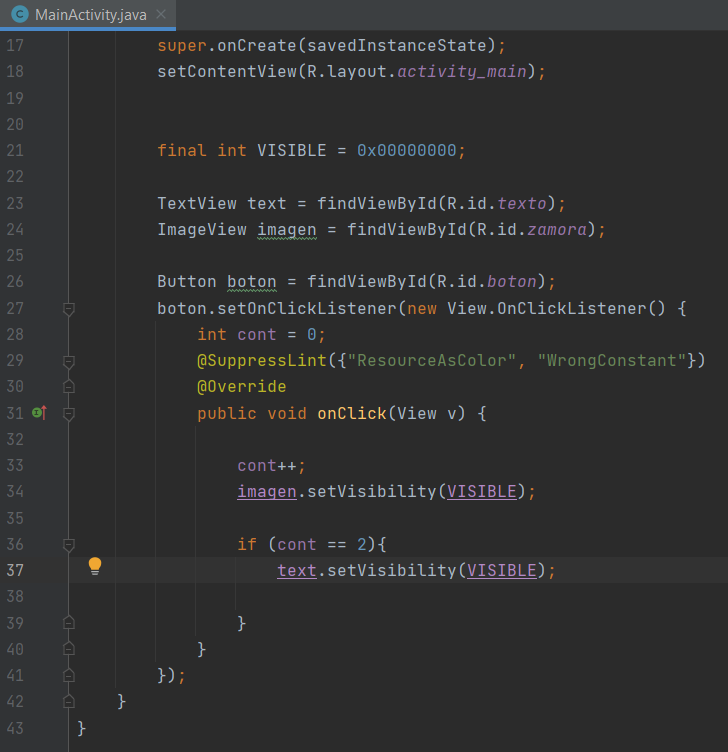 MainActivity.java
17 super.onCreate(savedInstanceState);
18 setContentView(R.layout.activity_main);
19
20
21 final int VISIBLE = 0x00000000;
22
23 TextView text = findViewById(R.id.texto);
24 ImageView imagen = findViewById(R.id.zamora);
25
26 Button boton = findViewById(R.id.boton);
27 boton.setOnClickListener(new View.OnClickListener() {
28 int cont = 0;
29 @SuppressLint({"ResourceAsColor", "WrongConstant"})
30 @Override
31 public void onClick(View v) {
32
33 cont++;
34 imagen.setVisibility(VISIBLE);
35
36 if (cont == 2){
37 text.setVisibility(VISIBLE);
38
39 }
40 }
41 });
42 }
43 }